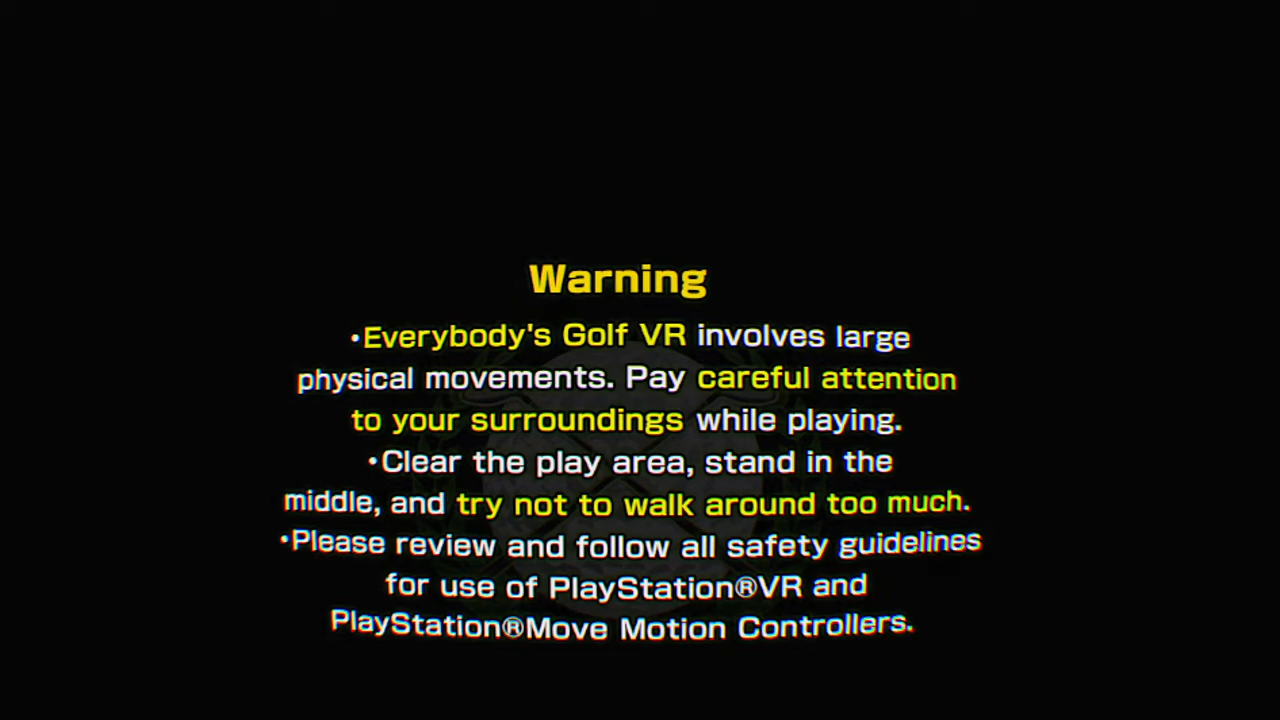 Warning
•Everybody's Golf VR involves large
physical movements. Pay careful attention
to your surroundings while playing.
•Clear the play area, stand in the
middle, and try not to walk around too much.
•Please review and follow all safety guidelines
for use of PlayStation®VR and
PlayStation®Move Motion Controllers.